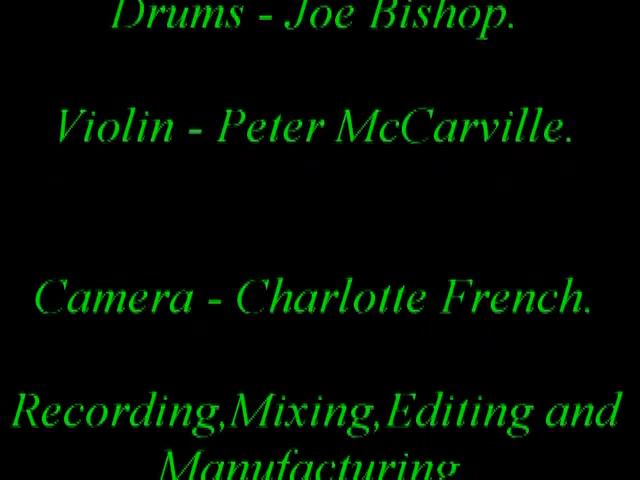 Drums - Joe Bishop.
Violin - Peter McCarville.
Camera - Charlotte French.
Recording,Mixing,Editing and
Manufacturing